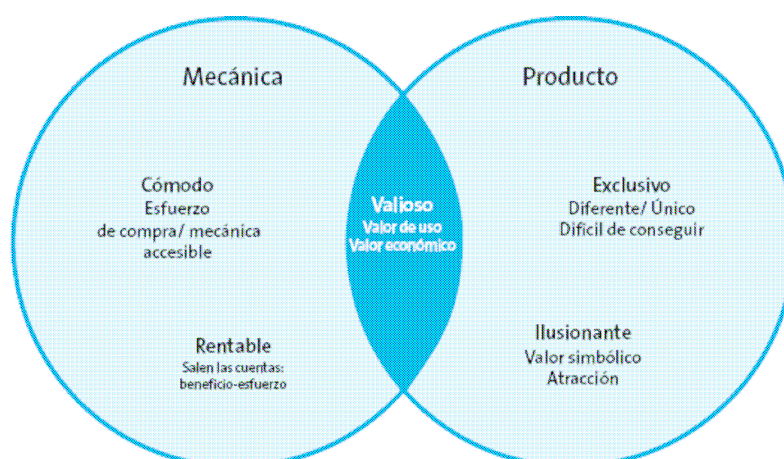 Mecánica
Cómodo
Esfuerzo
de compra/ mecánica
accesible
Rentable
Salen las cuentas:
beneficio-esfuerzo
Valioso
Valor de uso
Valor económico
Producto
Exclusivo
Diferente/ Único
Difícil de conseguir
Ilusionante
Valor simbólico
Atracción